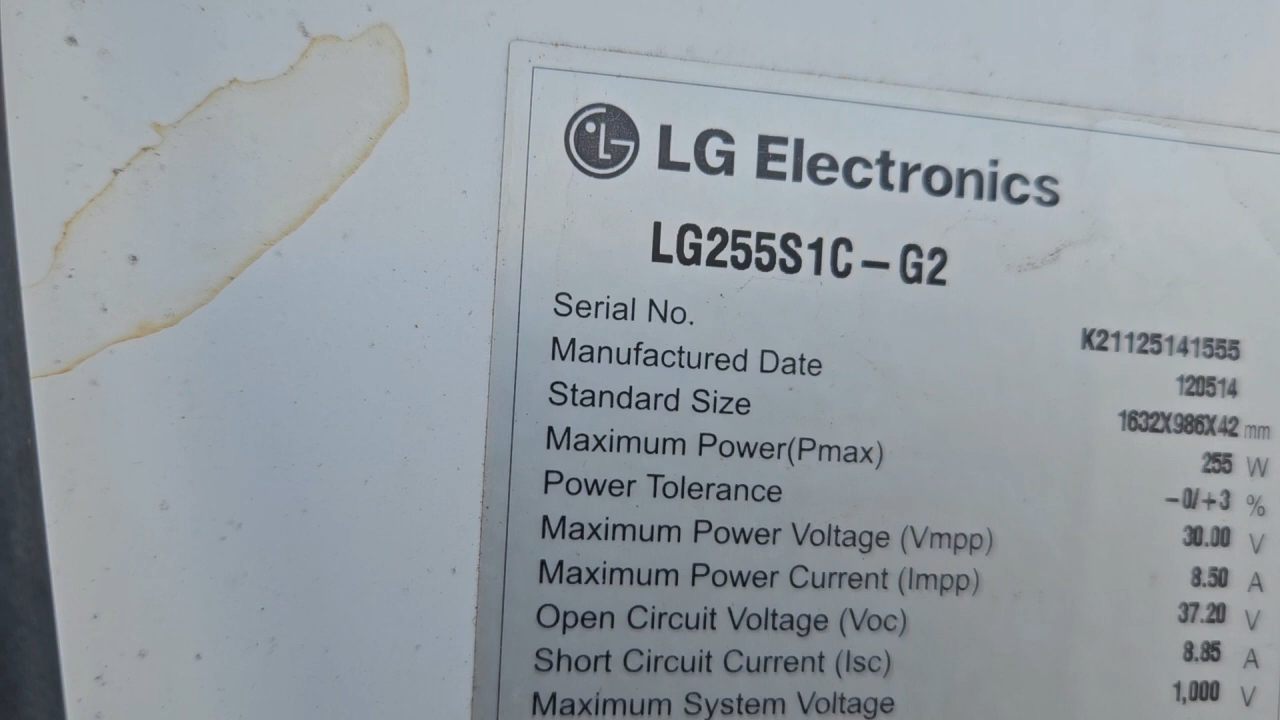 LG Electronics
LG255S1C-G2
Serial No. K21125141555
Manufactured Date 120514
Standard Size 1632X986X42 mm
Maximum Power(Pmax) 255 W
Power Tolerance -0/+3 %
Maximum Power Voltage (Vmpp) 30.00 V
Maximum Power Current (Impp) 8.50 A
Open Circuit Voltage (Voc) 37.20 V
Short Circuit Current (Isc) 8.85 A
Maximum System Voltage 1,000 V